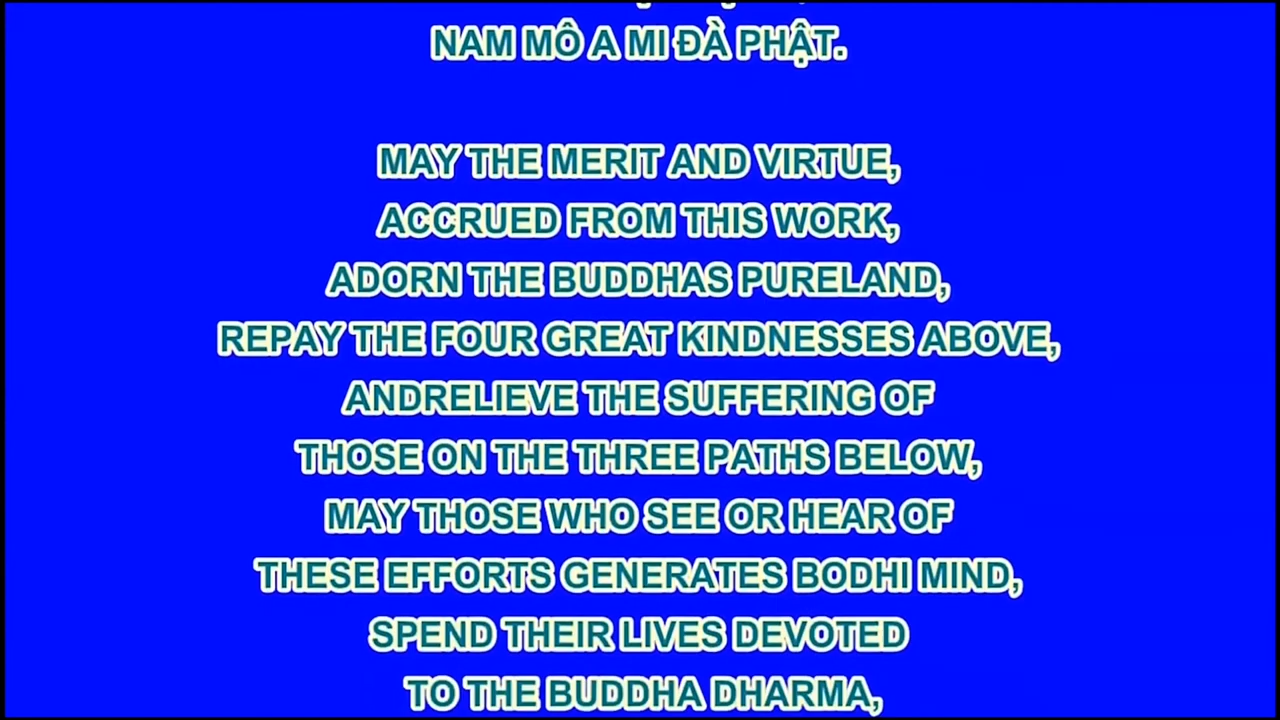 NAM MÔ A MI ĐÀ PHẬT.
MAY THE MERIT AND VIRTUE,
ACCRUED FROM THIS WORK,
ADORN THE BUDDHAS PURELAND,
REPAY THE FOUR GREAT KINDNESSES ABOVE,
ANDRELIEVE THE SUFFERING OF
THOSE ON THE THREE PATHS BELOW,
MAY THOSE WHO SEE OR HEAR OF
THESE EFFORTS GENERATES BODHI MIND,
SPEND THEIR LIVES DEVOTED
TO THE BUDDHA DHARMA,